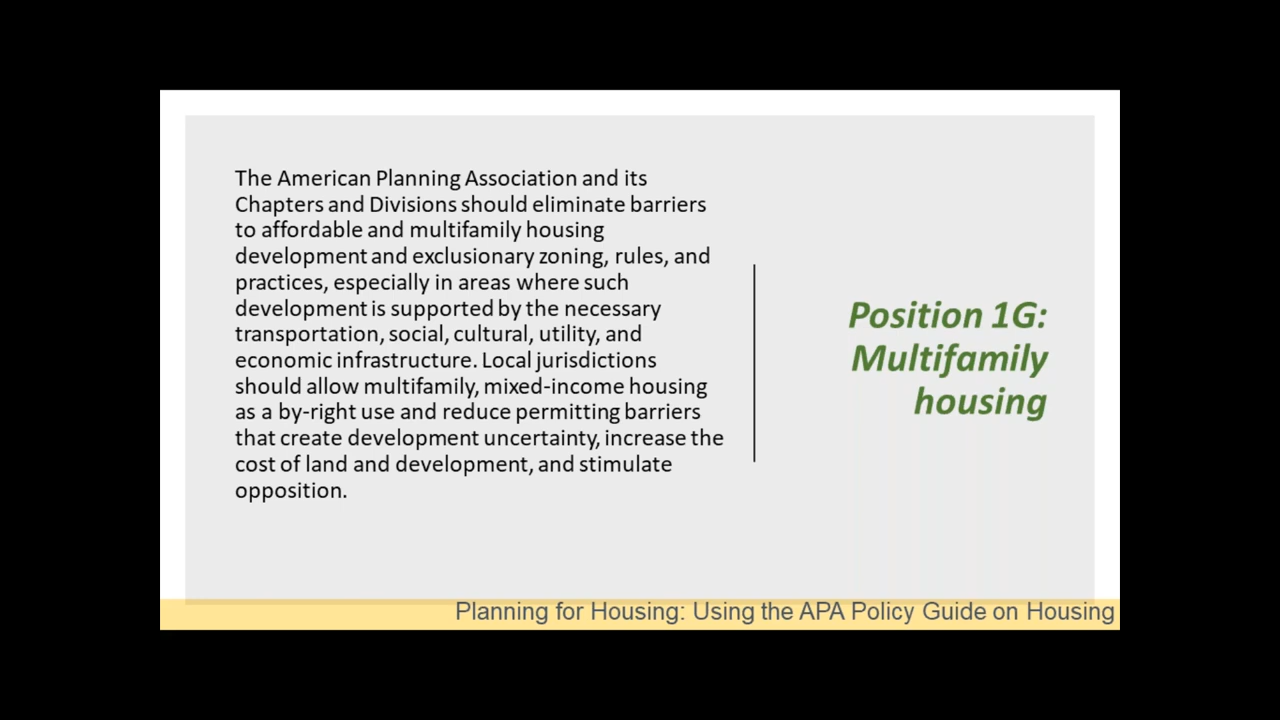 The American Planning Association and its
Chapters and Divisions should eliminate barriers
to affordable and multifamily housing
development and exclusionary zoning, rules, and
practices, especially in areas where such
development is supported by the necessary
transportation, social, cultural, utility, and
economic infrastructure. Local jurisdictions
should allow multifamily, mixed-income housing
as a by-right use and reduce permitting barriers
that create development uncertainty, increase the
cost of land and development, and stimulate
opposition.
Position 1G:
Multifamily
housing
Planning for Housing: Using the APA Policy Guide on Housing